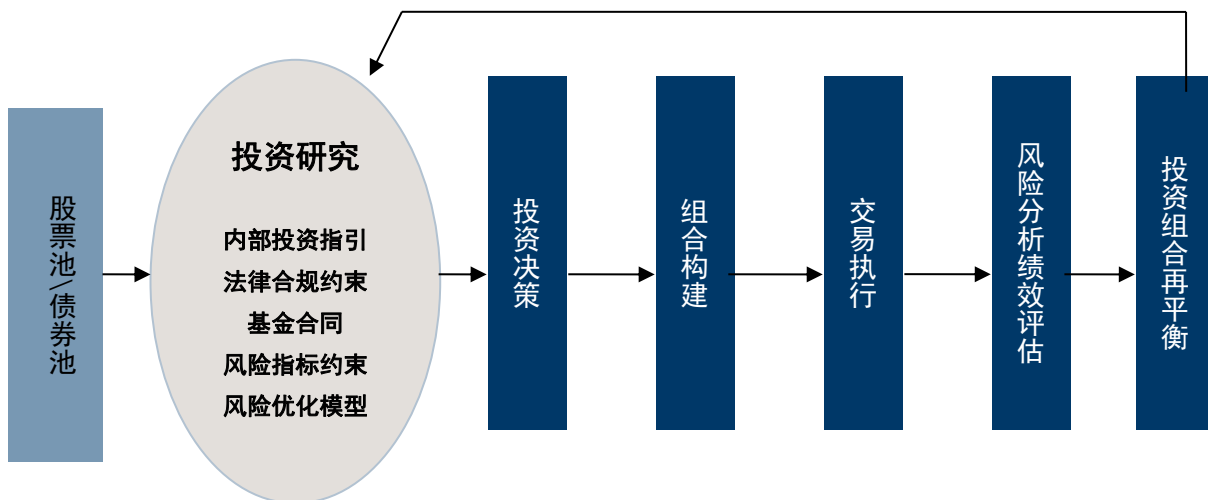 股票池/债券池
投资研究
内部投资指引
法律合规约束
基金合同
风险指标约束
风险优化模型
投资决策
组合构建
交易执行
风险分析绩效评估
投资组合再平衡